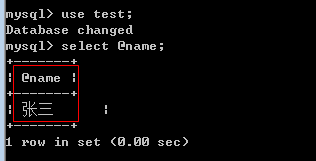 mysql> use test;
Database changed
mysql> select @name;
+-------+
| @name |
+-------+
| 张三    |
+-------+
1 row in set (0.00 sec)